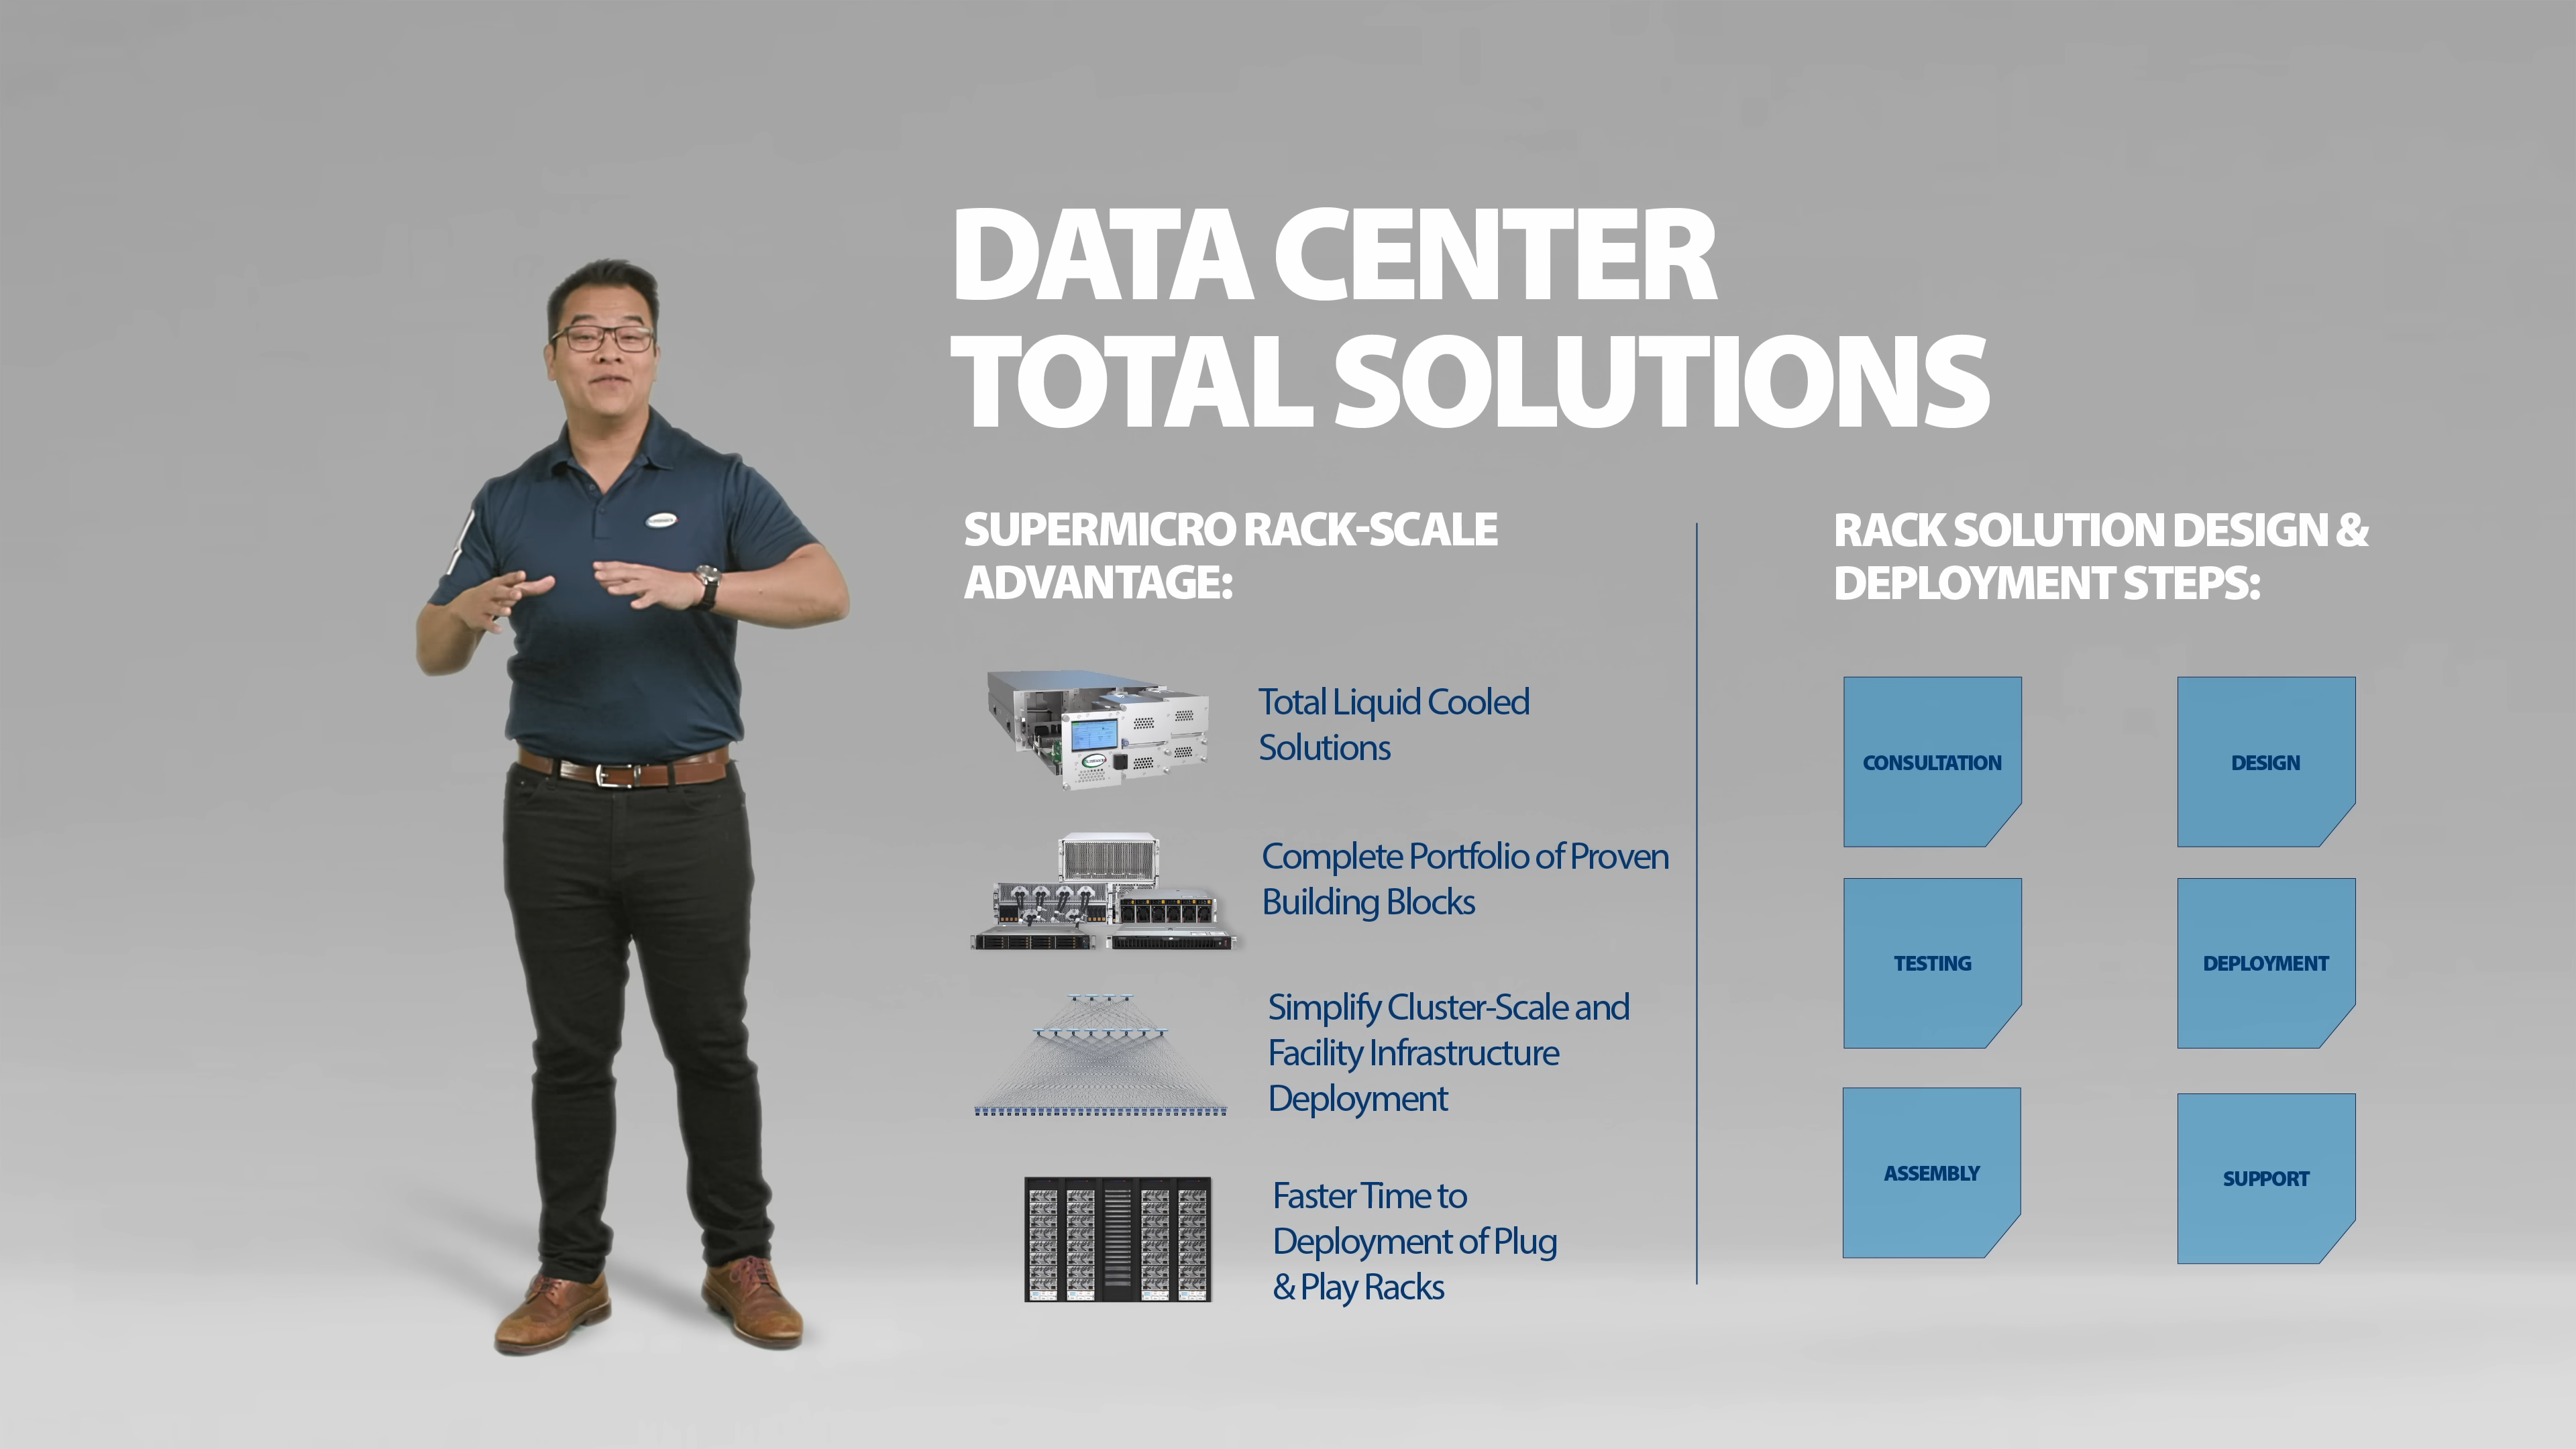 DATA CENTER
TOTAL SOLUTIONS
SUPERMICRO RACK-SCALE
ADVANTAGE:
Total Liquid Cooled
Solutions
Complete Portfolio of Proven
Building Blocks
Simplify Cluster-Scale and
Facility Infrastructure
Deployment
Faster Time to
Deployment of Plug
& Play Racks
RACK SOLUTION DESIGN &
DEPLOYMENT STEPS:
CONSULTATION
DESIGN
TESTING
DEPLOYMENT
ASSEMBLY
SUPPORT